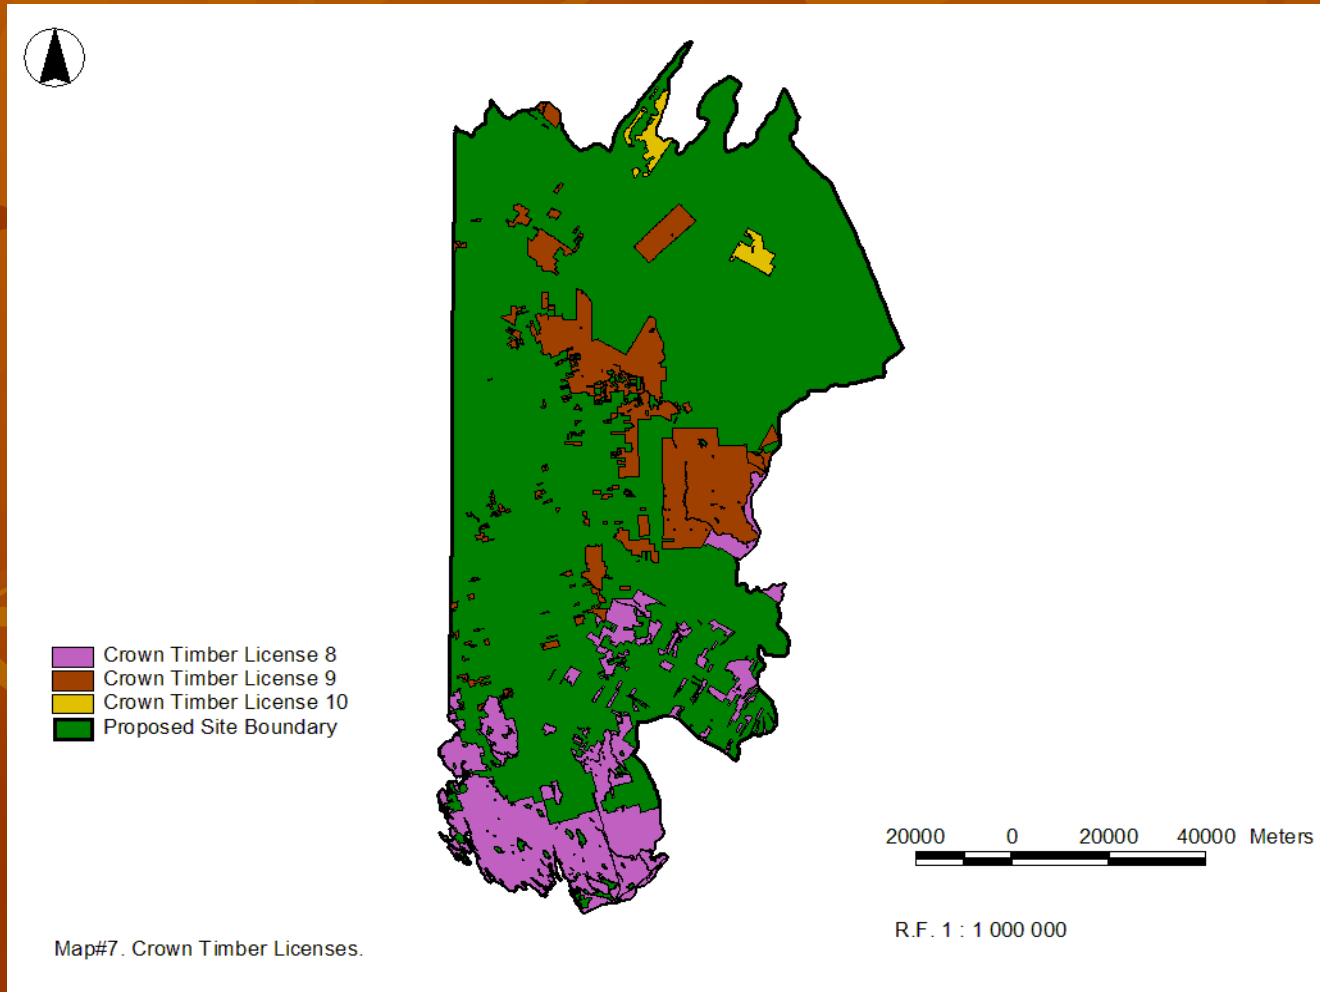 Crown Timber License 8
Crown Timber License 9
Crown Timber License 10
Proposed Site Boundary
20000 0 20000 40000 Meters
R.F. 1 : 1 000 000
Map#7. Crown Timber Licenses.